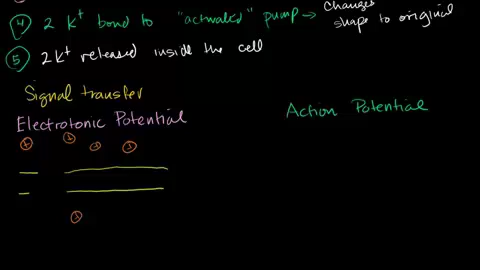 ④ 2 K⁺ bond to "activated" pump → changes shape to original
⑤ 2K⁺ released inside the cell
Signal transfer
Electrotonic Potential
Action Potential
+